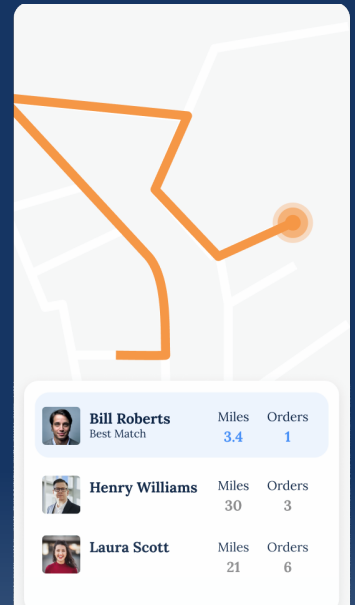 Bill Roberts
Best Match
Miles Orders
3.4 1
Henry Williams
Miles Orders
30 3
Laura Scott
Miles Orders
21 6